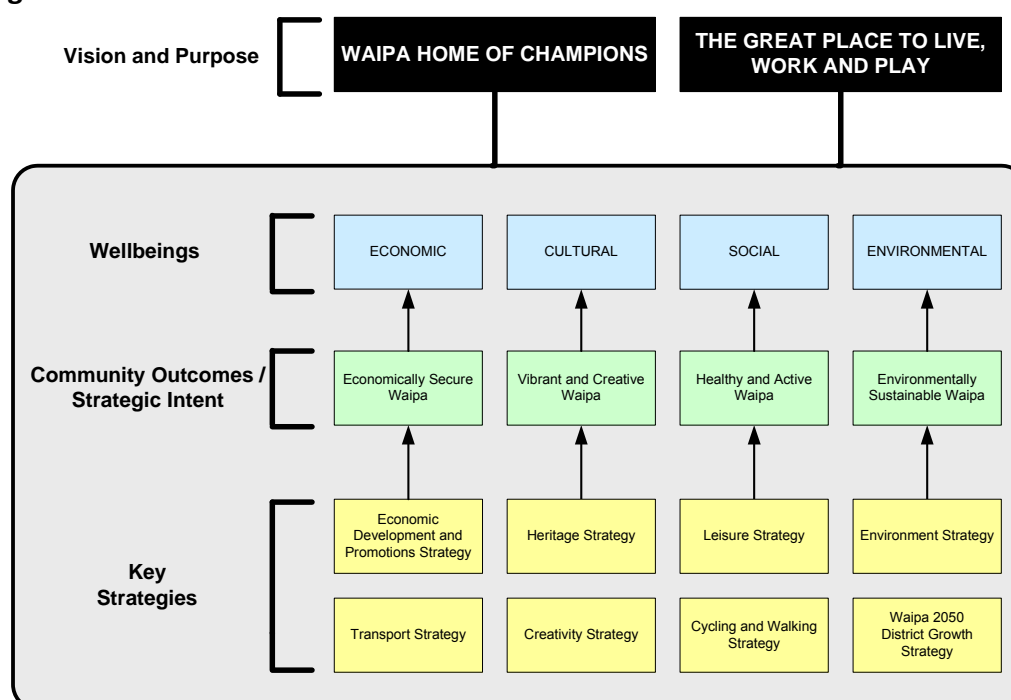 Vision and Purpose
WAIPA HOME OF CHAMPIONS
THE GREAT PLACE TO LIVE,
WORK AND PLAY
Wellbeings
ECONOMIC
CULTURAL
SOCIAL
ENVIRONMENTAL
Community Outcomes /
Strategic Intent
Economically Secure
Waipa
Vibrant and Creative
Waipa
Healthy and Active
Waipa
Environmentally
Sustainable Waipa
Key
Strategies
Economic
Development and
Promotions Strategy
Heritage Strategy
Leisure Strategy
Environment Strategy
Transport Strategy
Creativity Strategy
Cycling and Walking
Strategy
Waipa 2050
District Growth
Strategy